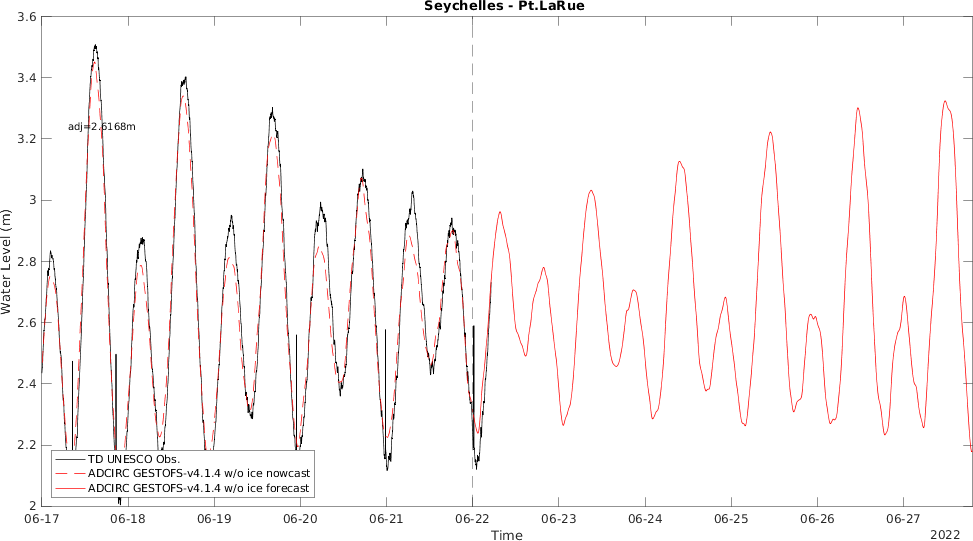 Seychelles - Pt.LaRue
3.6
3.4
3.2
3
2.8
2.6
2.4
2.2
2
Water Level (m)
adj=2.6168m
TD UNESCO Obs.
ADCIRC GESTOFS-v4.1.4 w/o ice nowcast
ADCIRC GESTOFS-v4.1.4 w/o ice forecast
06-17 06-18 06-19 06-20 06-21 06-22 06-23 06-24 06-25 06-26 06-27
Time
2022